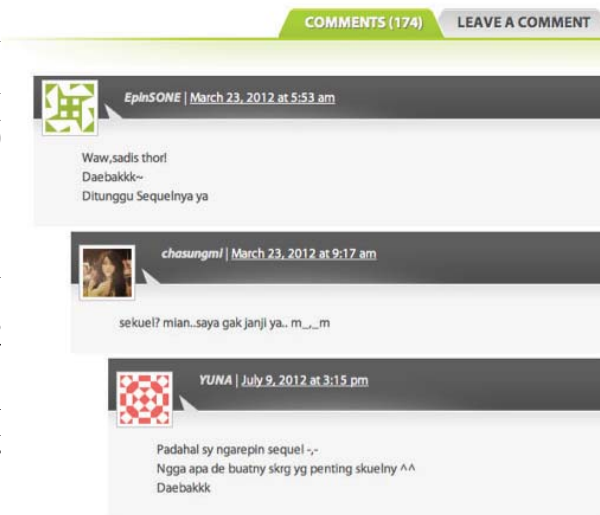 COMMENTS (174) LEAVE A COMMENT
EpinSONE | March 23, 2012 at 5:53 am
Waw,sadis thor!
Daebakkk~
Ditunggu Sequelnya ya
chasungmi | March 23, 2012 at 9:17 am
sekuel? mian..saya gak janji ya.. m_,_m
YUNA | July 9, 2012 at 3:15 pm
Padahal sy ngarepin sequel -,-
Ngga apa de buatny skrg yg penting skuelny ^^
Daebakkk